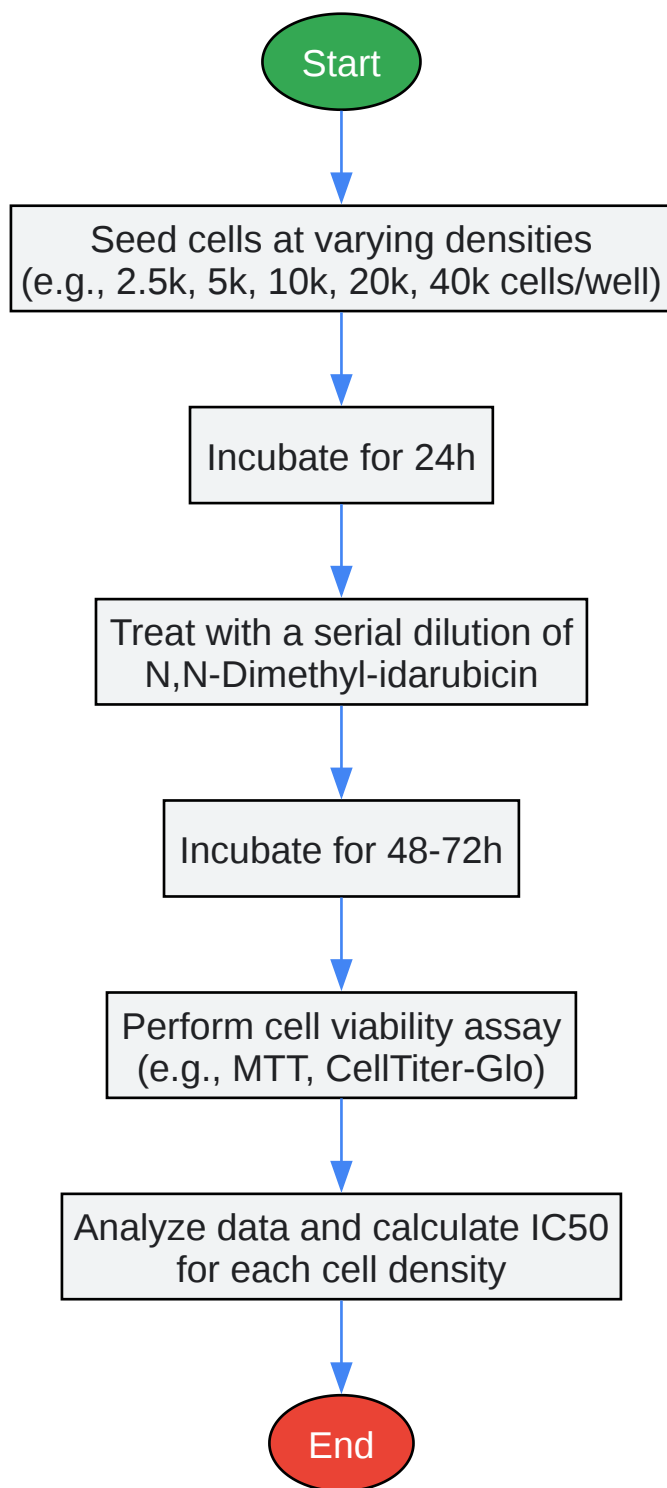 Start
Seed cells at varying densities
(e.g., 2.5k, 5k, 10k, 20k, 40k cells/well)
Incubate for 24h
Treat with a serial dilution of
N,N-Dimethyl-idarubicin
Incubate for 48-72h
Perform cell viability assay
(e.g., MTT, CellTiter-Glo)
Analyze data and calculate IC50
for each cell density
End